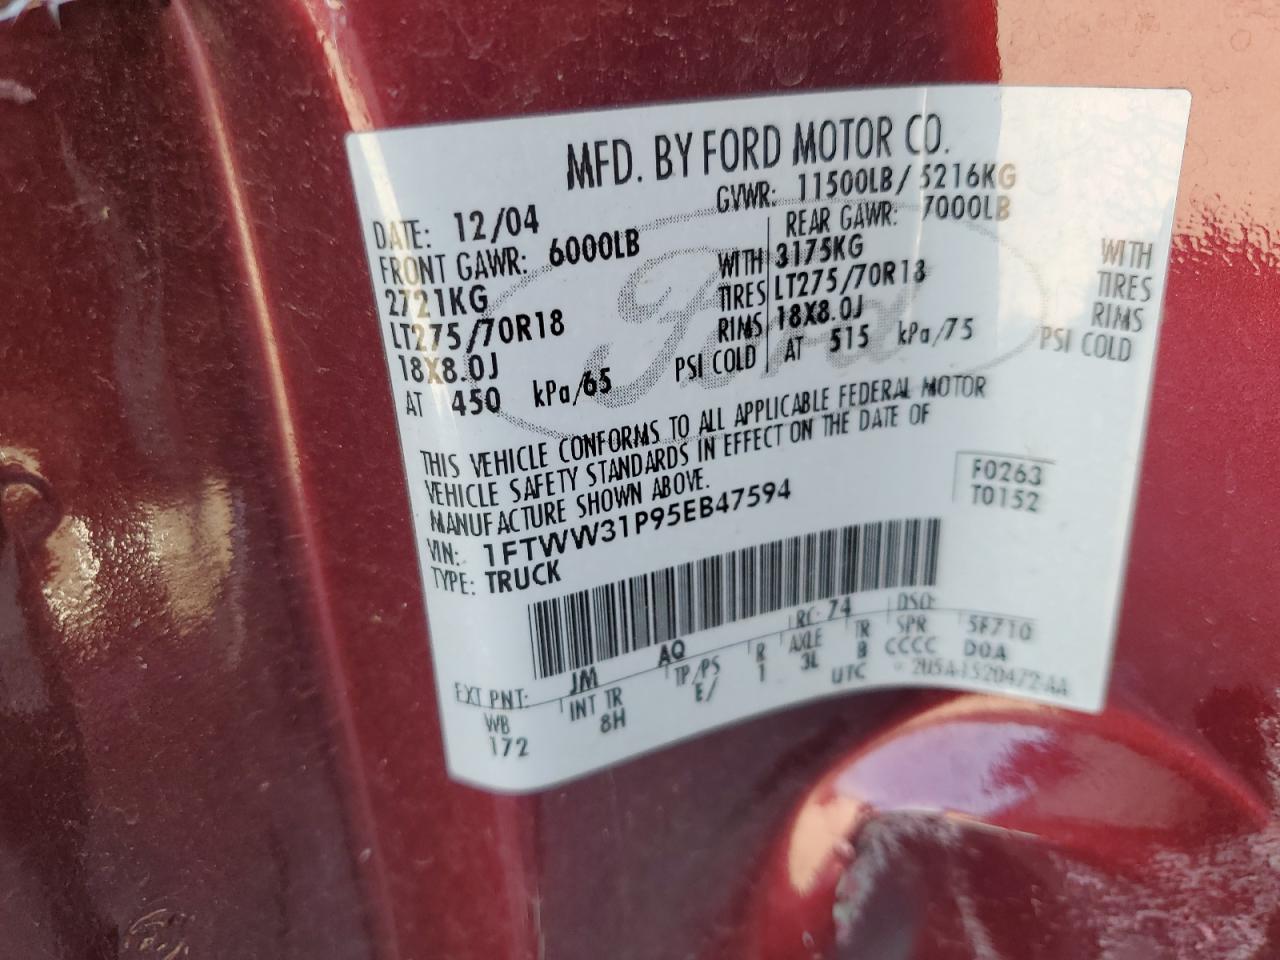 MFD. BY FORD MOTOR CO.
DATE: 12/04 GVWR: 11500LB/ 5216KG
FRONT GAWR: 6000LB REAR GAWR: 7000LB
2721KG WITH 3175KG WITH
LT275/70R18 TIRES LT275/70R18 TIRES
18X8.0J RIMS 18X8.0J RIMS
AT 450 kPa/65 PSI COLD AT 515 kPa/75 PSI COLD
Ford
THIS VEHICLE CONFORMS TO ALL APPLICABLE FEDERAL MOTOR
VEHICLE SAFETY STANDARDS IN EFFECT ON THE DATE OF
MANUFACTURE SHOWN ABOVE.
VIN: 1FTWW31P95EB47594
TYPE: TRUCK
F0263
T0152
EXT PNT: JM AQ RC: 74 DSO:
WB INT TR TP/PS R AXLE TR SPR 5F710
172 8H E/ 1 3L B CCCC DOA
UTC